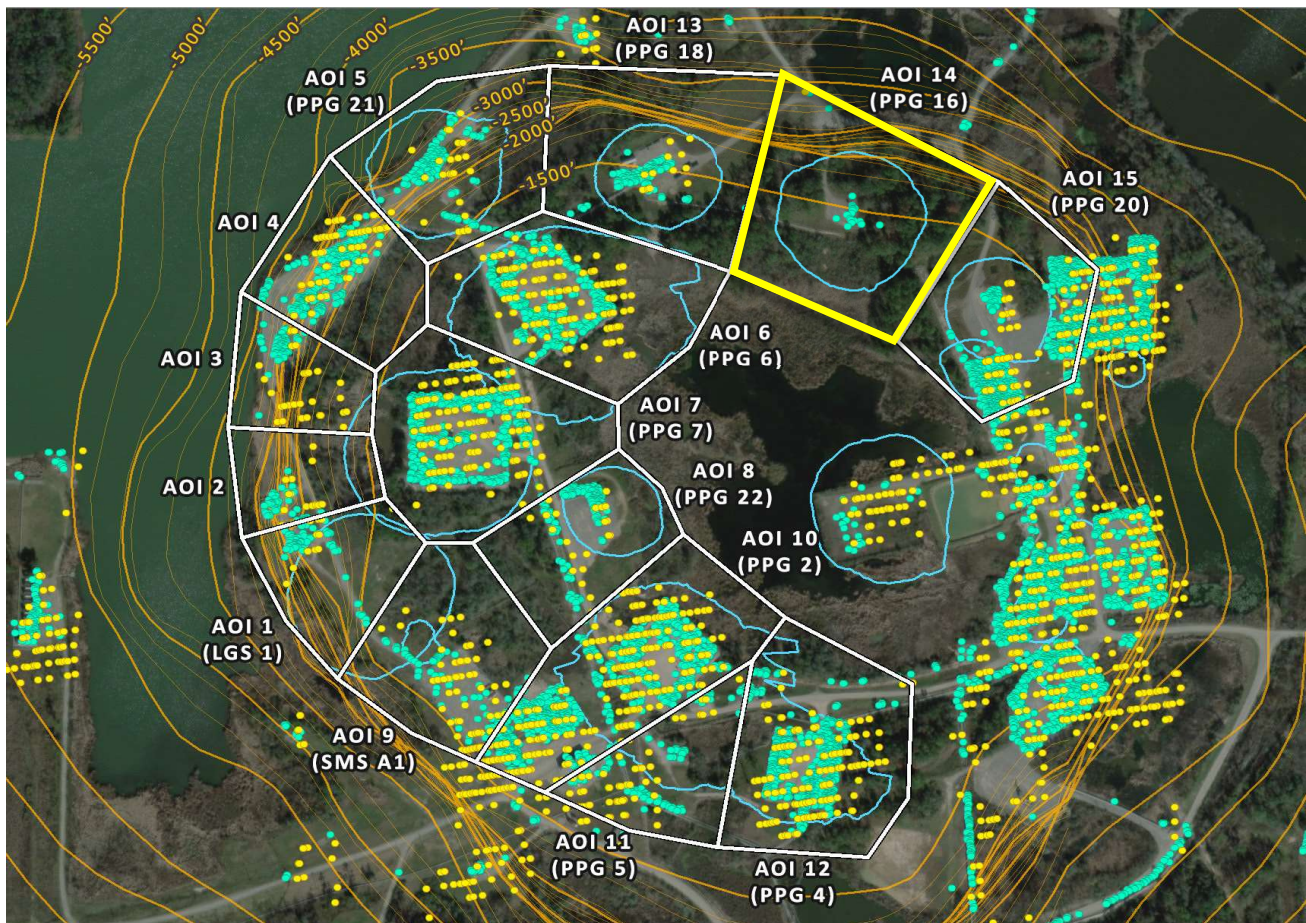 -5500'
-5000'
-4500'
-4000'
-3500'
-3000'
-2500'
-2000'
-1500'
AOI 13
(PPG 18)
AOI 5
(PPG 21)
AOI 14
(PPG 16)
AOI 15
(PPG 20)
AOI 4
AOI 3
AOI 6
(PPG 6)
AOI 7
(PPG 7)
AOI 2
AOI 8
(PPG 22)
AOI 10
(PPG 2)
AOI 1
(LGS 1)
AOI 9
(SMS A1)
AOI 11
(PPG 5)
AOI 12
(PPG 4)